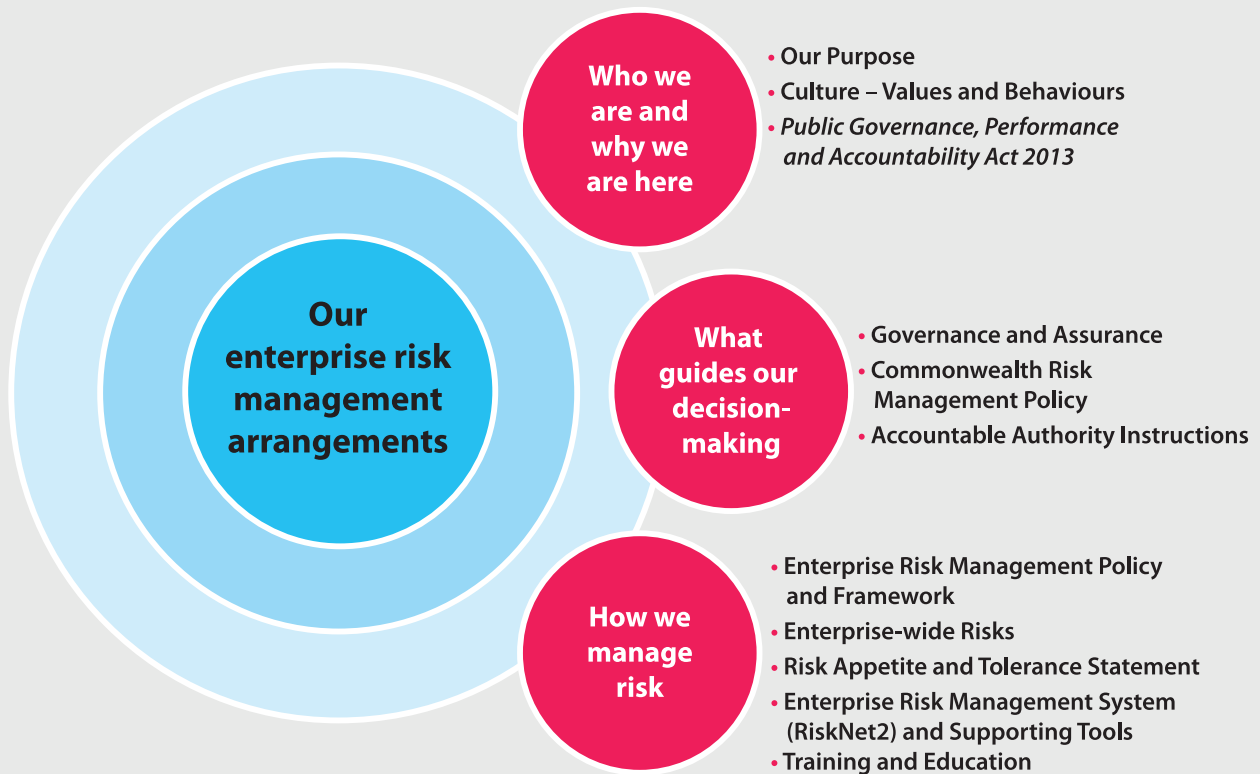 Our
enterprise risk
management
arrangements
Who we
are and
why we
are here
• Our Purpose
• Culture – Values and Behaviours
• Public Governance, Performance
and Accountability Act 2013
What
guides our
decision-
making
• Governance and Assurance
• Commonwealth Risk
Management Policy
• Accountable Authority Instructions
How we
manage
risk
• Enterprise Risk Management Policy
and Framework
• Enterprise-wide Risks
• Risk Appetite and Tolerance Statement
• Enterprise Risk Management System
(RiskNet2) and Supporting Tools
• Training and Education